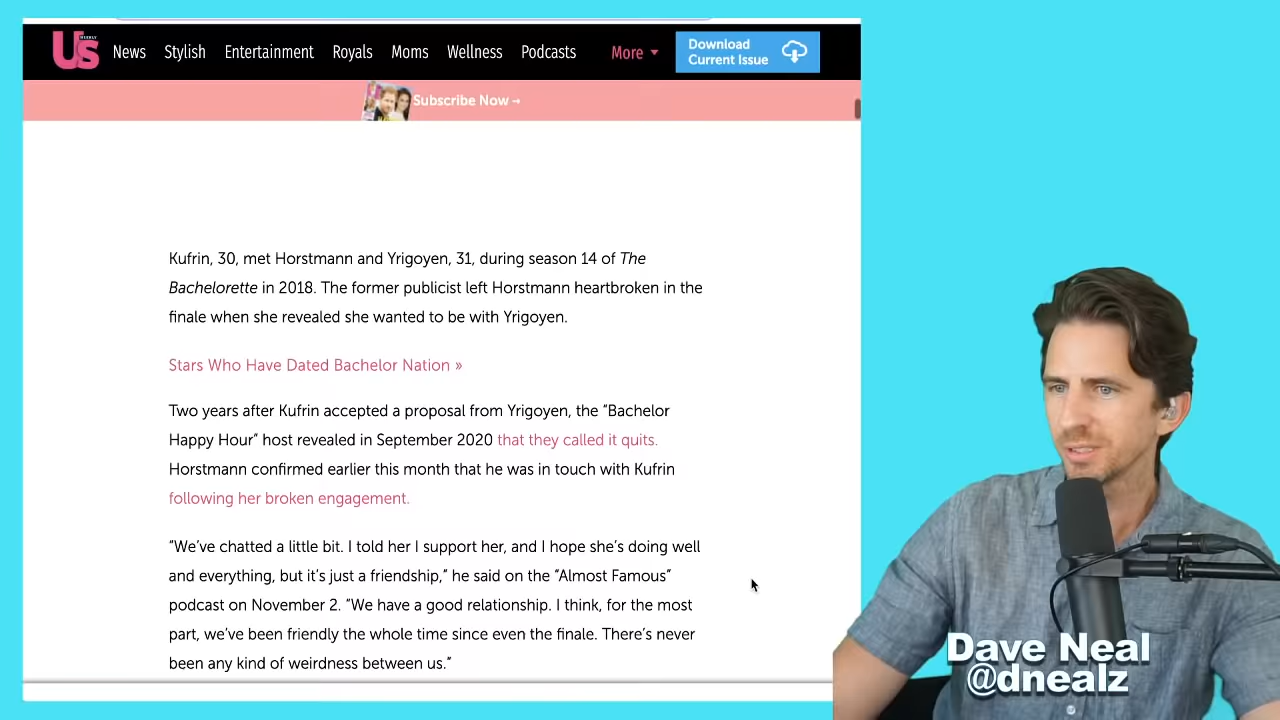 Us WEEKLY News Stylish Entertainment Royals Moms Wellness Podcasts More Download
Current Issue
Subscribe Now
Kufrin, 30, met Horstmann and Yrigoyen, 31, during season 14 of The
Bachelorette in 2018. The former publicist left Horstmann heartbroken in the
finale when she revealed she wanted to be with Yrigoyen.
Stars Who Have Dated Bachelor Nation »
Two years after Kufrin accepted a proposal from Yrigoyen, the “Bachelor
Happy Hour” host revealed in September 2020 that they called it quits.
Horstmann confirmed earlier this month that he was in touch with Kufrin
following her broken engagement.
“We’ve chatted a little bit. I told her I support her, and I hope she’s doing well
and everything, but it’s just a friendship,” he said on the “Almost Famous”
podcast on November 2. “We have a good relationship. I think, for the most
part, we’ve been friendly the whole time since even the finale. There’s never
been any kind of weirdness between us.”
Dave Neal
@dnealz